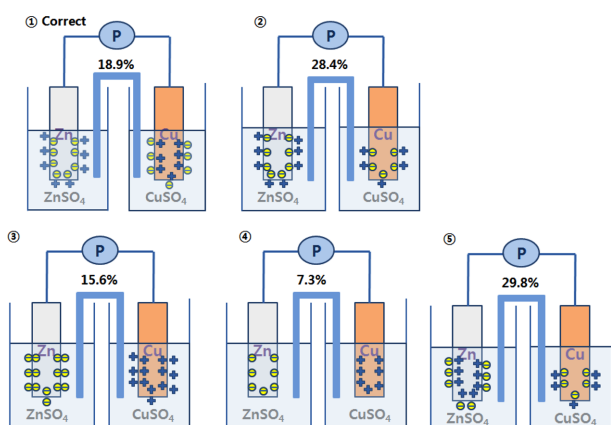 ① Correct
P
18.9%
Zn
Cu
ZnSO4
CuSO4
②
P
28.4%
Zn
Cu
ZnSO4
CuSO4
③
P
15.6%
Zn
Cu
ZnSO4
CuSO4
④
P
7.3%
Zn
Cu
ZnSO4
CuSO4
⑤
P
29.8%
Zn
Cu
ZnSO4
CuSO4